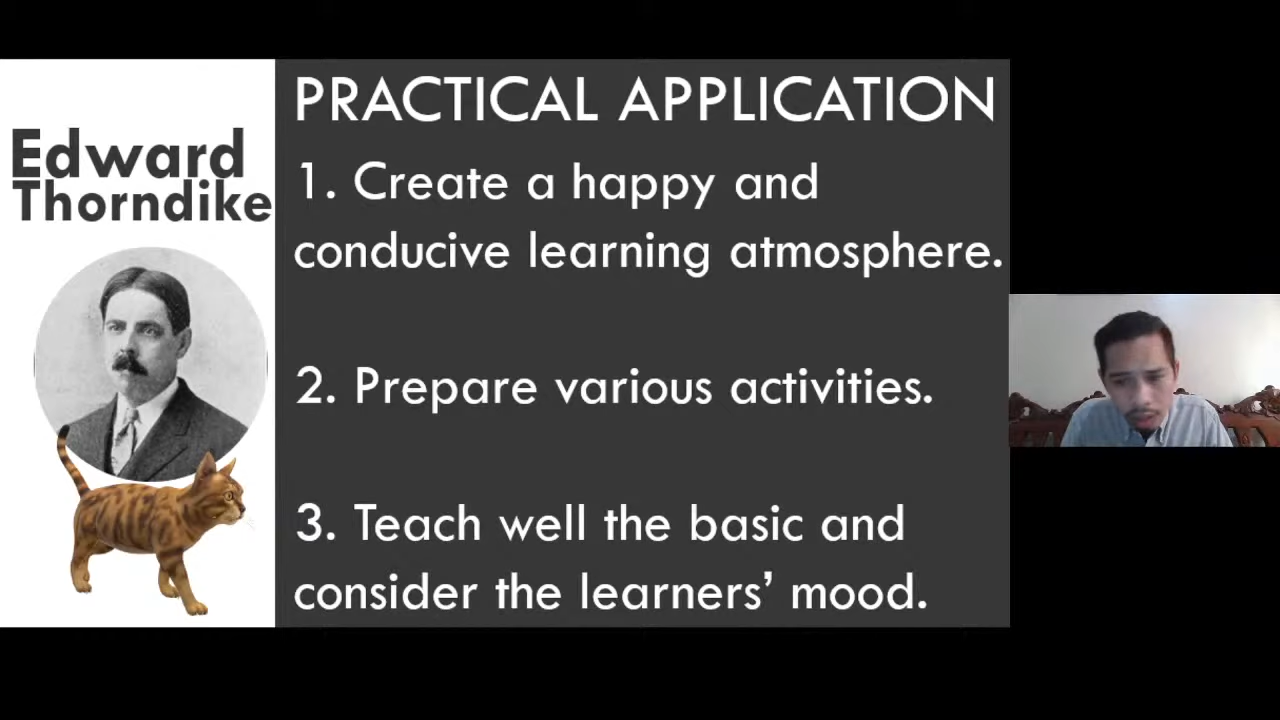 Edward
Thorndike
PRACTICAL APPLICATION
1. Create a happy and
conducive learning atmosphere.
2. Prepare various activities.
3. Teach well the basic and
consider the learners’ mood.